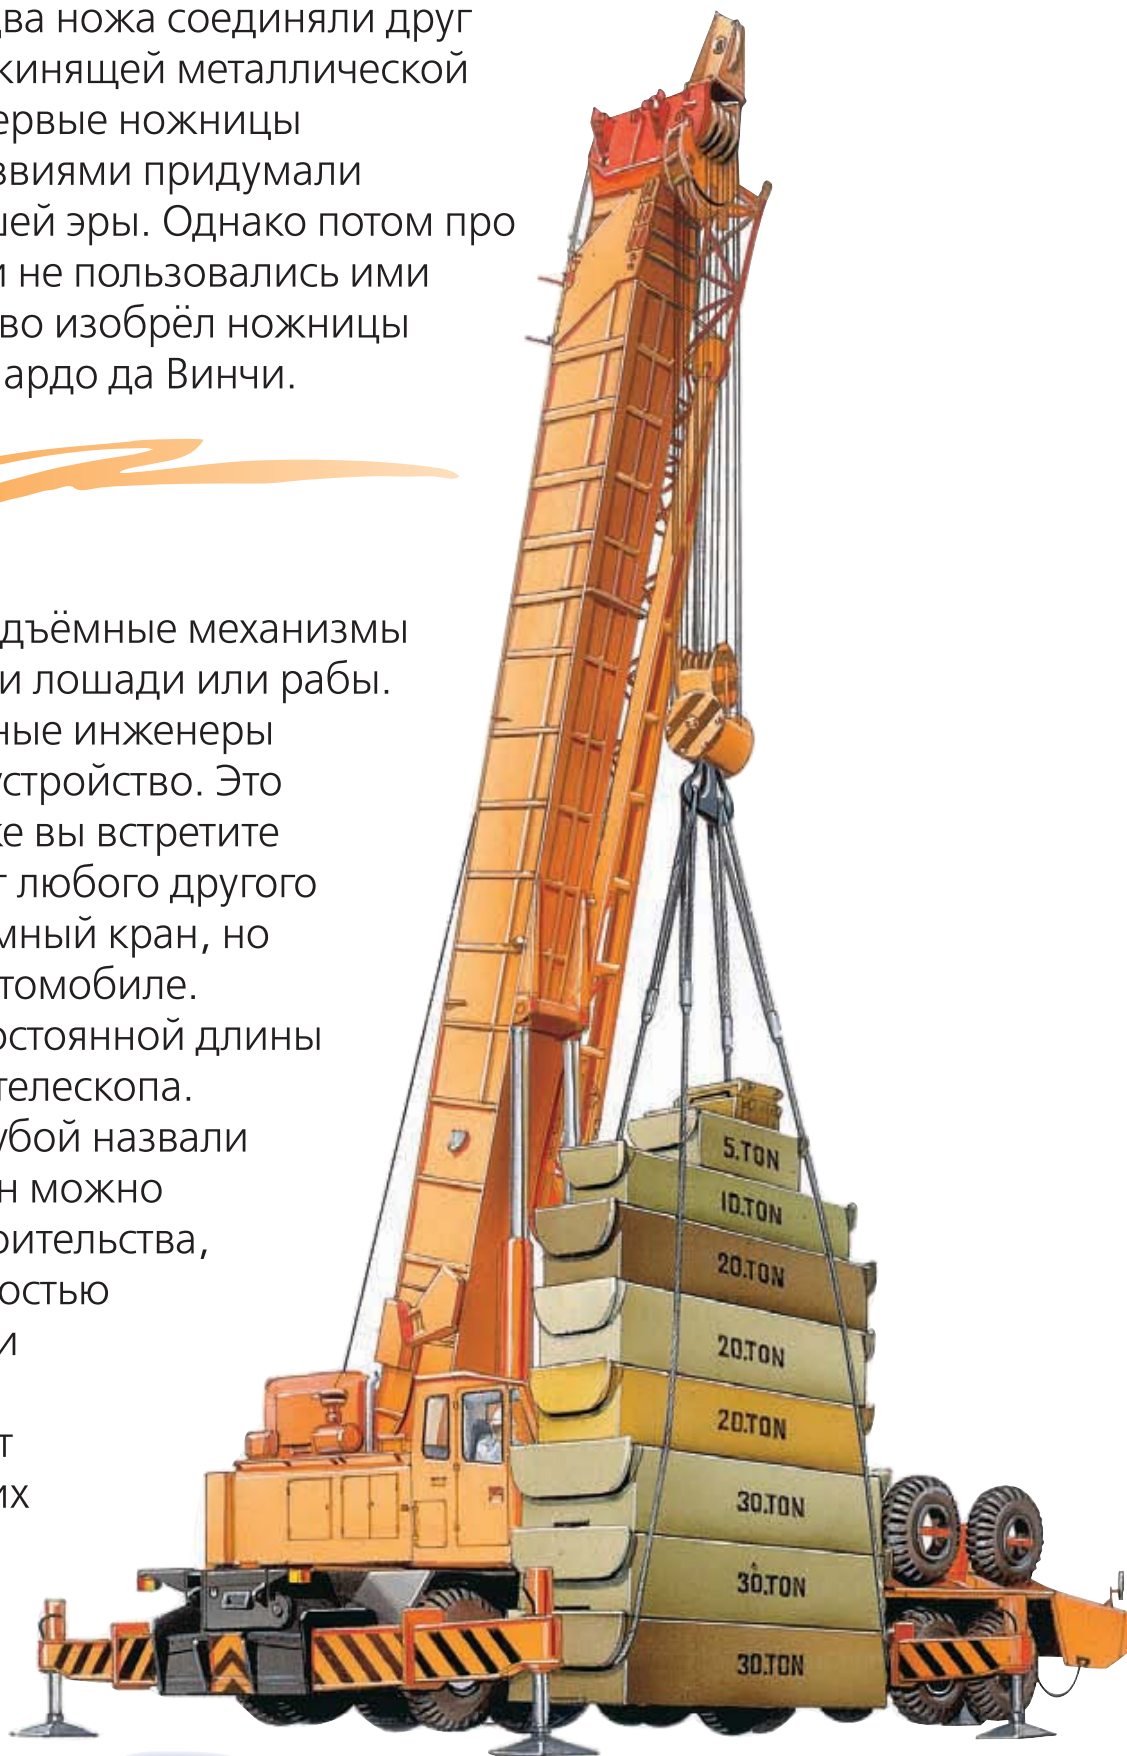 два ножа соединяли друг
жинящей металлической
ервые ножницы
звиями придумали
шей эры. Однако потом про
и не пользовались ими
во изобрёл ножницы
ардо да Винчи.
дъёмные механизмы
и лошади или рабы.
ные инженеры
устройство. Это
же вы встретите
т любого другого
мный кран, но
томобиле.
остоянной длины
телескопа.
убой назвали
н можно
оительства,
остью
и
т
их
5.TON
10.TON
20.TON
20.TON
20.TON
30.TON
30.TON
30.TON